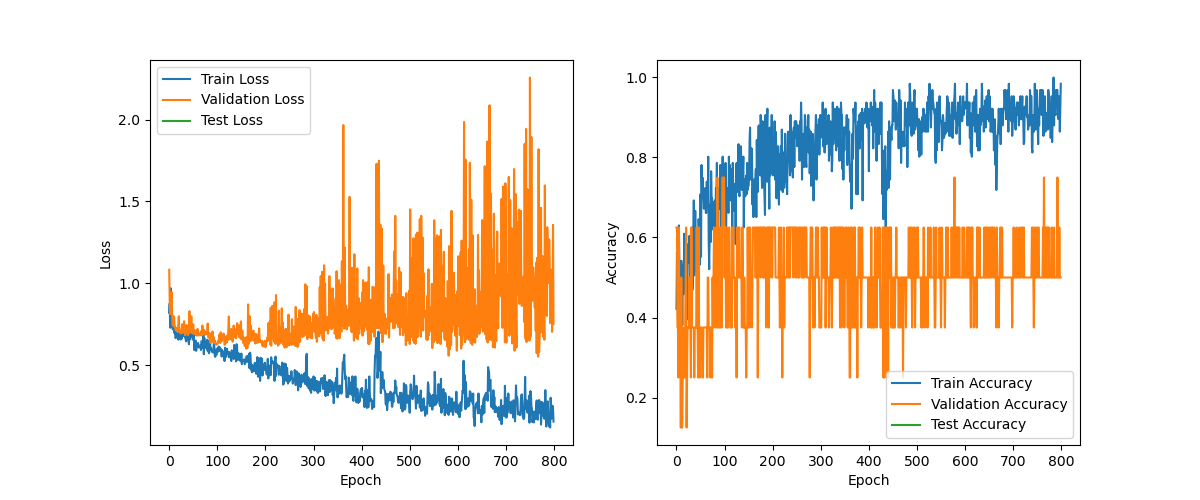 Train Loss
Validation Loss
Test Loss
2.0
1.5
1.0
0.5
Loss
0 100 200 300 400 500 600 700 800
Epoch
1.0
0.8
0.6
0.4
0.2
Accuracy
Train Accuracy
Validation Accuracy
Test Accuracy
0 100 200 300 400 500 600 700 800
Epoch